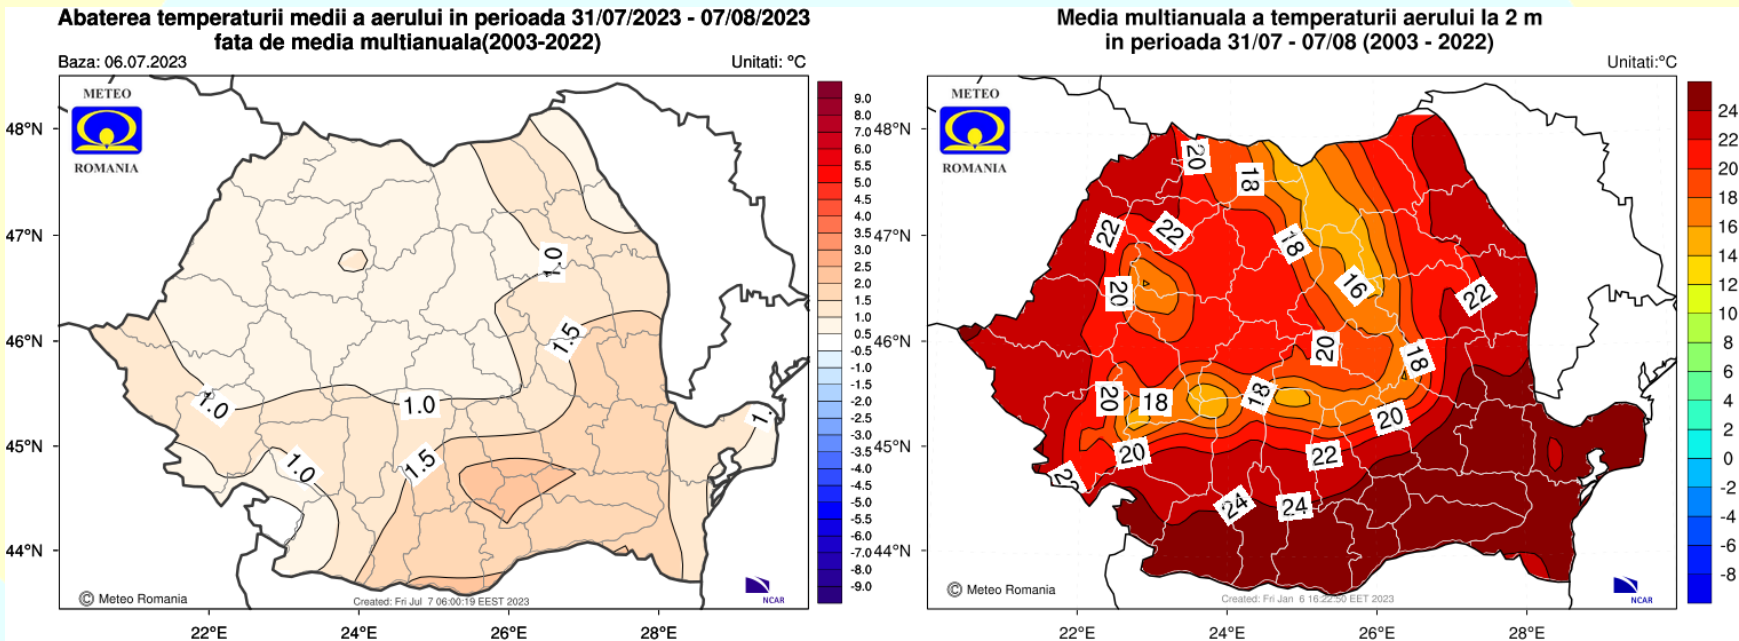 Abaterea temperaturii medii a aerului in perioada 31/07/2023 - 07/08/2023
fata de media multianuala(2003-2022)
Baza: 06.07.2023
Unitati: °C
METEO
ROMANIA
48°N
47°N
46°N
45°N
44°N
1.0
1.5
1.0
1.0
1.5
1.0
1.
9.0
8.0
7.0
6.0
5.5
5.0
4.5
4.0
3.5
3.0
2.5
2.0
1.5
1.0
0.5
-0.5
-1.0
-1.5
-2.0
-2.5
-3.0
-3.5
-4.0
-4.5
-5.0
-5.5
-6.0
-7.0
-8.0
-9.0
© Meteo Romania
Created: Fri Jul 7 06:00:19 EEST 2023
NCAR
22°E
24°E
26°E
28°E
Media multianuala a temperaturii aerului la 2 m
in perioada 31/07 - 07/08 (2003 - 2022)
Unitati:°C
METEO
ROMANIA
48°N
47°N
46°N
45°N
44°N
20
18
22
22
18
20
16
22
20
18
20
18
18
20
20
22
2
24
24
24
22
20
18
16
14
12
10
8
6
4
2
0
-2
-4
-6
-8
© Meteo Romania
Created: Fri Jan 6 16:22:50 EET 2023
NCAR
22°E
24°E
26°E
28°E